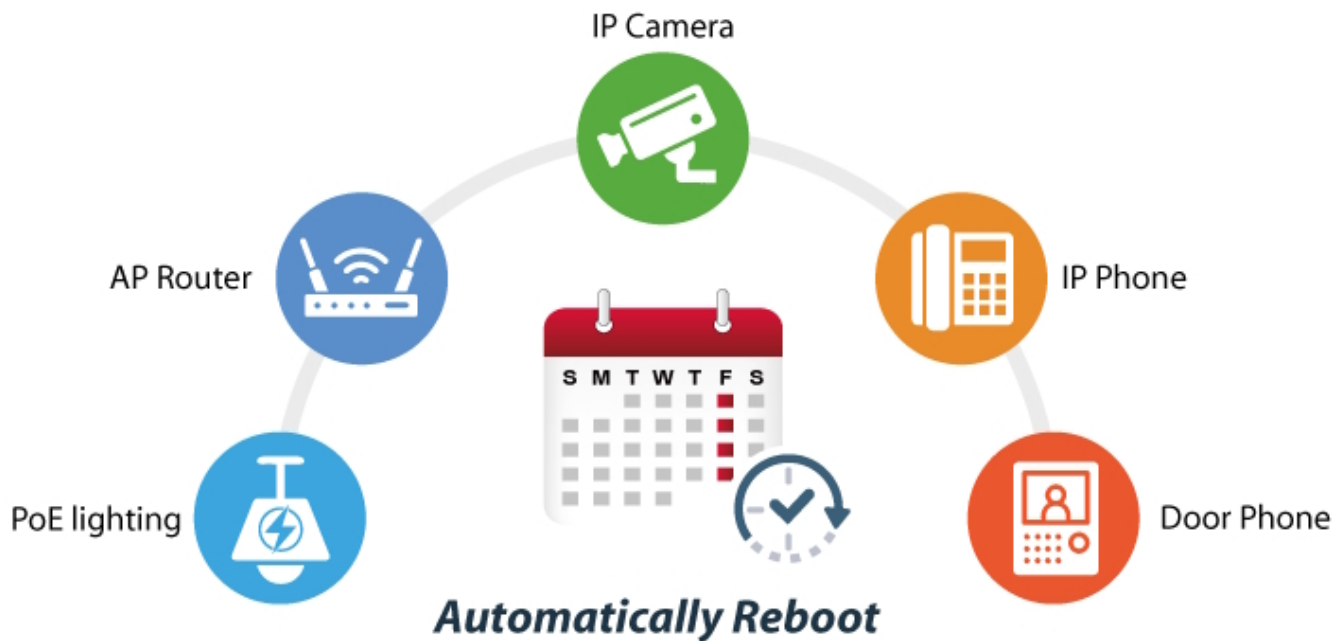 IP Camera
AP Router
IP Phone
S M T W T F S
PoE lighting
Door Phone
Automatically Reboot